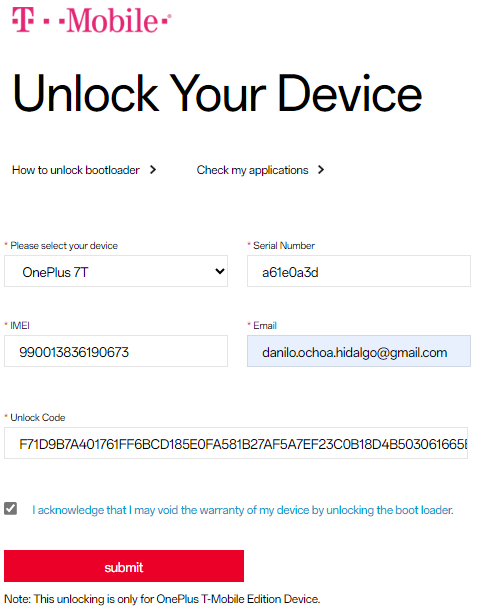 T··Mobile·
Unlock Your Device
How to unlock bootloader
Check my applications
* Please select your device
* Serial Number
OnePlus 7T
a61e0a3d
* IMEI
* Email
990013836190673
danilo.ochoa.hidalgo@gmail.com
* Unlock Code
F71D9B7A401761FF6BCD185E0FA581B27AF5A7EF23C0B18D4B503061665
I acknowledge that I may void the warranty of my device by unlocking the boot loader.
submit
Note: This unlocking is only for OnePlus T-Mobile Edition Device.